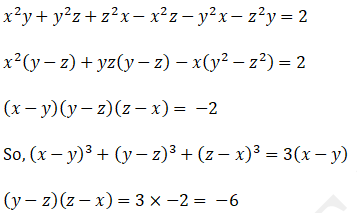 x²y + y²z + z²x − x²z − y²x − z²y = 2
x²(y − z) + yz(y − z) − x(y² − z²) = 2
(x − y)(y − z)(z − x) = −2
So, (x − y)³ + (y − z)³ + (z − x)³ = 3(x − y)
(y − z)(z − x) = 3 × −2 = −6